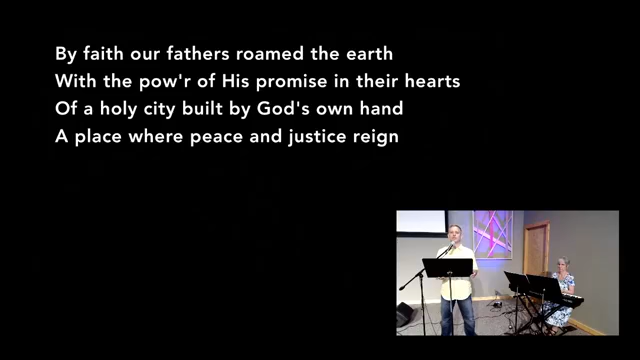 By faith our fathers roamed the earth
With the pow'r of His promise in their hearts
Of a holy city built by God's own hand
A place where peace and justice reign